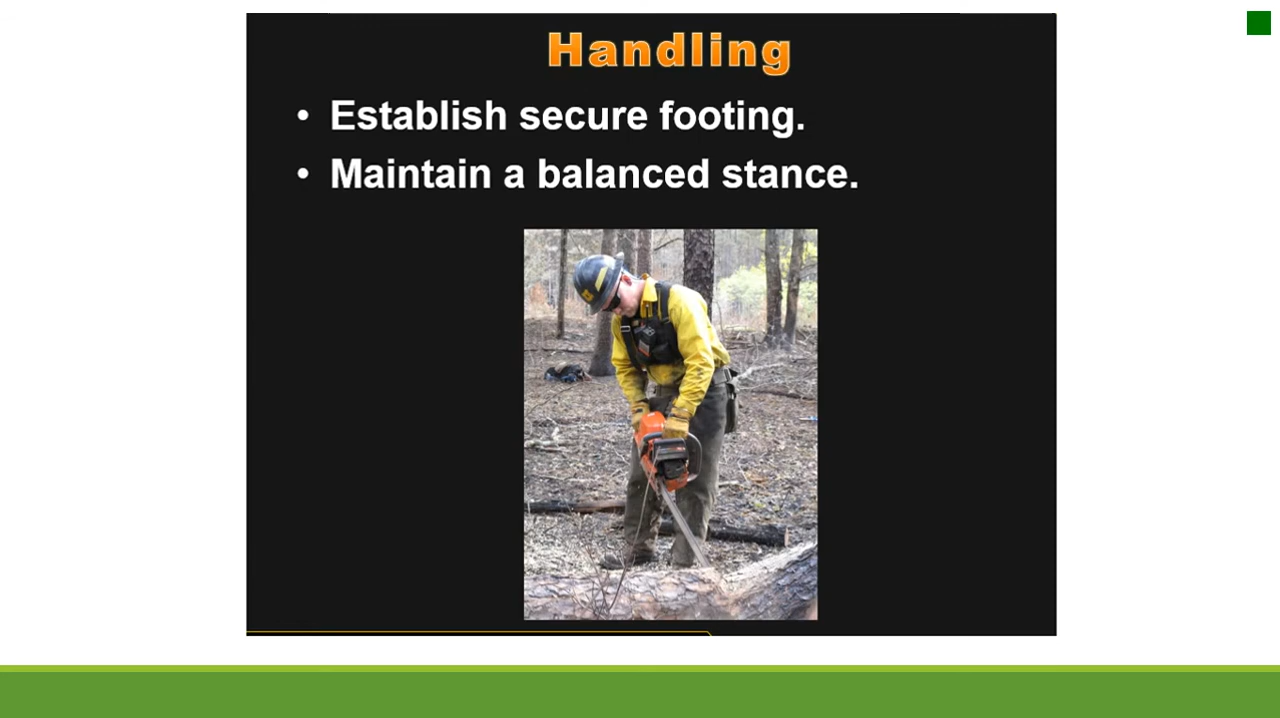 Handling
• Establish secure footing.
• Maintain a balanced stance.